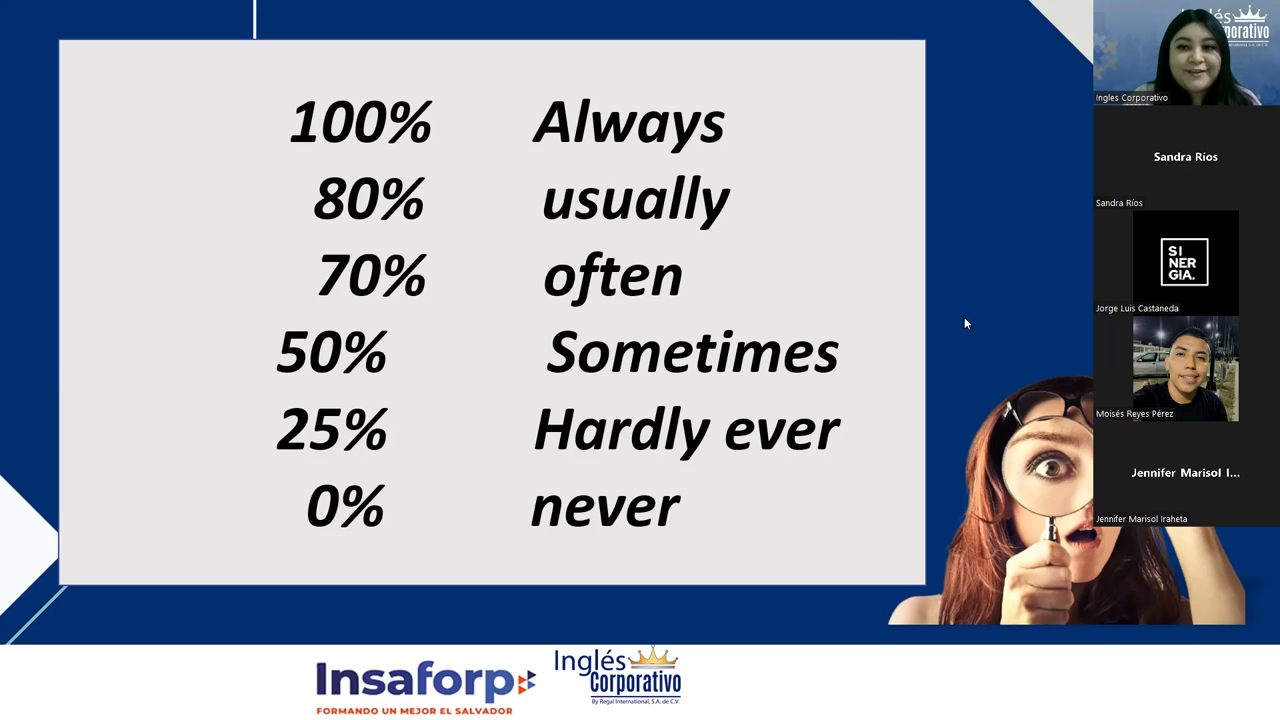 100% Always
80% usually
70% often
50% Sometimes
25% Hardly ever
0% never
Insaforp
FORMANDO UN MEJOR EL SALVADOR
Inglés
Corporativo
By Regal International, S.A. de C.V.
Ingles Corporativo
Sandra Ríos
Sandra Ríos
SI
NER
GIA.
Jorge Luis Castaneda
Moisés Reyes Pérez
Jennifer Marisol I...
Jennifer Marisol Iraheta